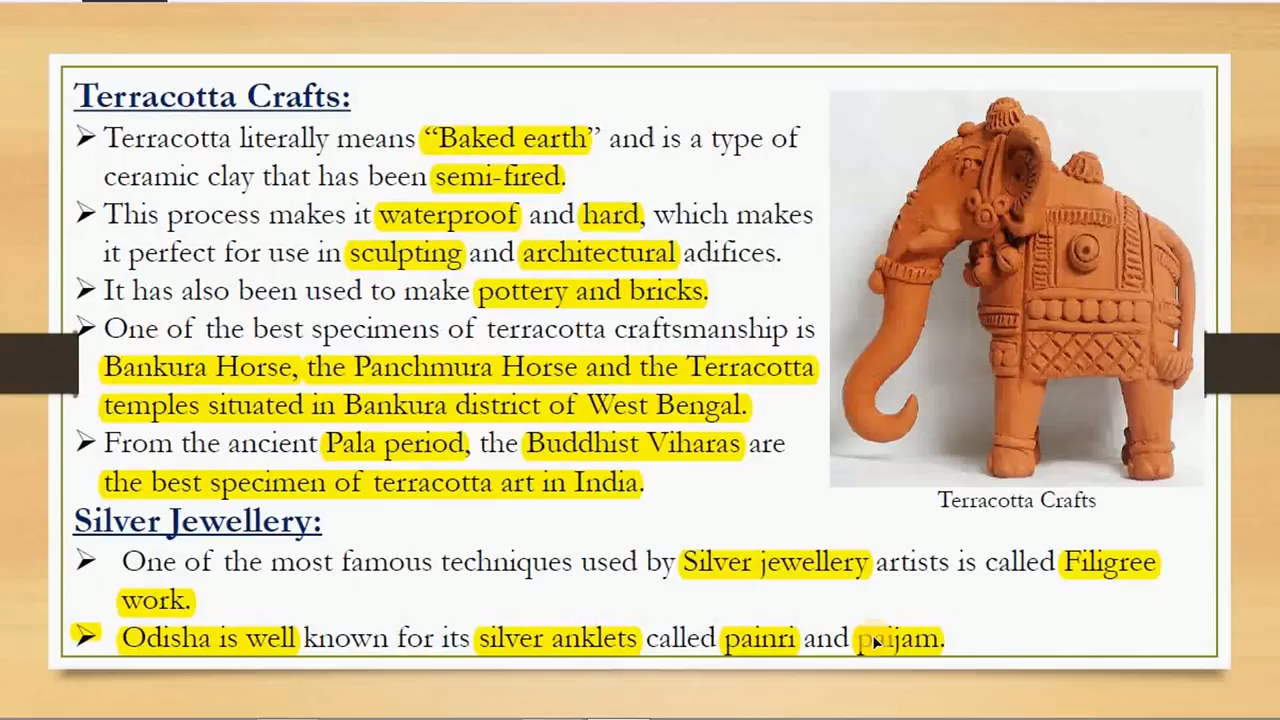 Terracotta Crafts:
➢ Terracotta literally means “Baked earth” and is a type of
ceramic clay that has been semi-fired.
➢ This process makes it waterproof and hard, which makes
it perfect for use in sculpting and architectural adifices.
➢ It has also been used to make pottery and bricks.
➢ One of the best specimens of terracotta craftsmanship is
Bankura Horse, the Panchmura Horse and the Terracotta
temples situated in Bankura district of West Bengal.
➢ From the ancient Pala period, the Buddhist Viharas are
the best specimen of terracotta art in India.
Terracotta Crafts
Silver Jewellery:
➢ One of the most famous techniques used by Silver jewellery artists is called Filigree
work.
➢ Odisha is well known for its silver anklets called painri and paijam.